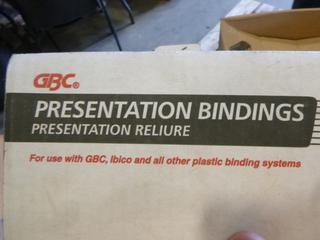 GBC®
PRESENTATION BINDINGS
PRESENTATION RELIURE
For use with GBC, Ibico and all other plastic binding systems